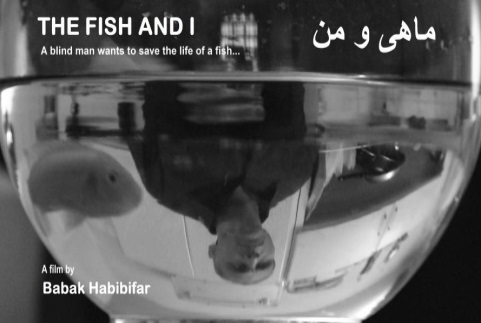 THE FISH AND I
ماهی و من
A blind man wants to save the life of a fish...
A film by
Babak Habibifar